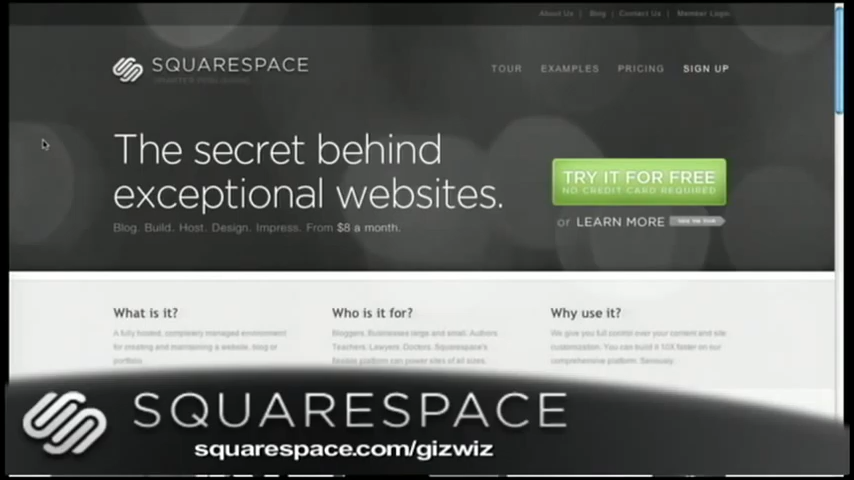 About Us | Blog | Contact Us | Member Login
SQUARESPACE
TOUR EXAMPLES PRICING SIGN UP
The secret behind
exceptional websites.
TRY IT FOR FREE
NO CREDIT CARD REQUIRED
or LEARN MORE
Blog. Build. Host. Design. Impress. From $8 a month.
What is it?
A fully hosted, completely managed environment
for creating and maintaining a website, blog or
portfolio.
Who is it for?
Bloggers. Businesses large and small. Authors.
Teachers. Lawyers. Doctors. Squarespace's
flexible platform can power sites of all sizes.
Why use it?
We give you full control over your content and site
customization. You can build it 10X faster on our
comprehensive platform. Seriously.
SQUARESPACE
squarespace.com/gizwiz